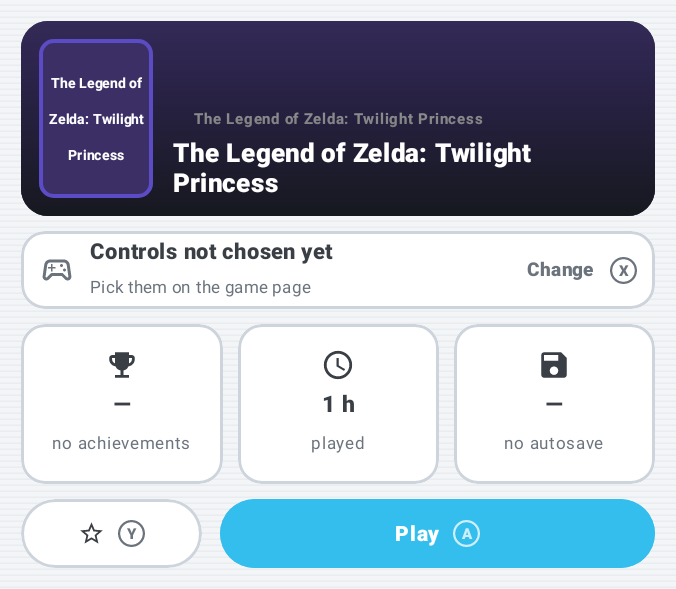 The Legend of
Zelda: Twilight
Princess
The Legend of Zelda: Twilight Princess
The Legend of Zelda: Twilight
Princess
Controls not chosen yet
Pick them on the game page
Change X
–
no achievements
1 h
played
–
no autosave
Y
Play A